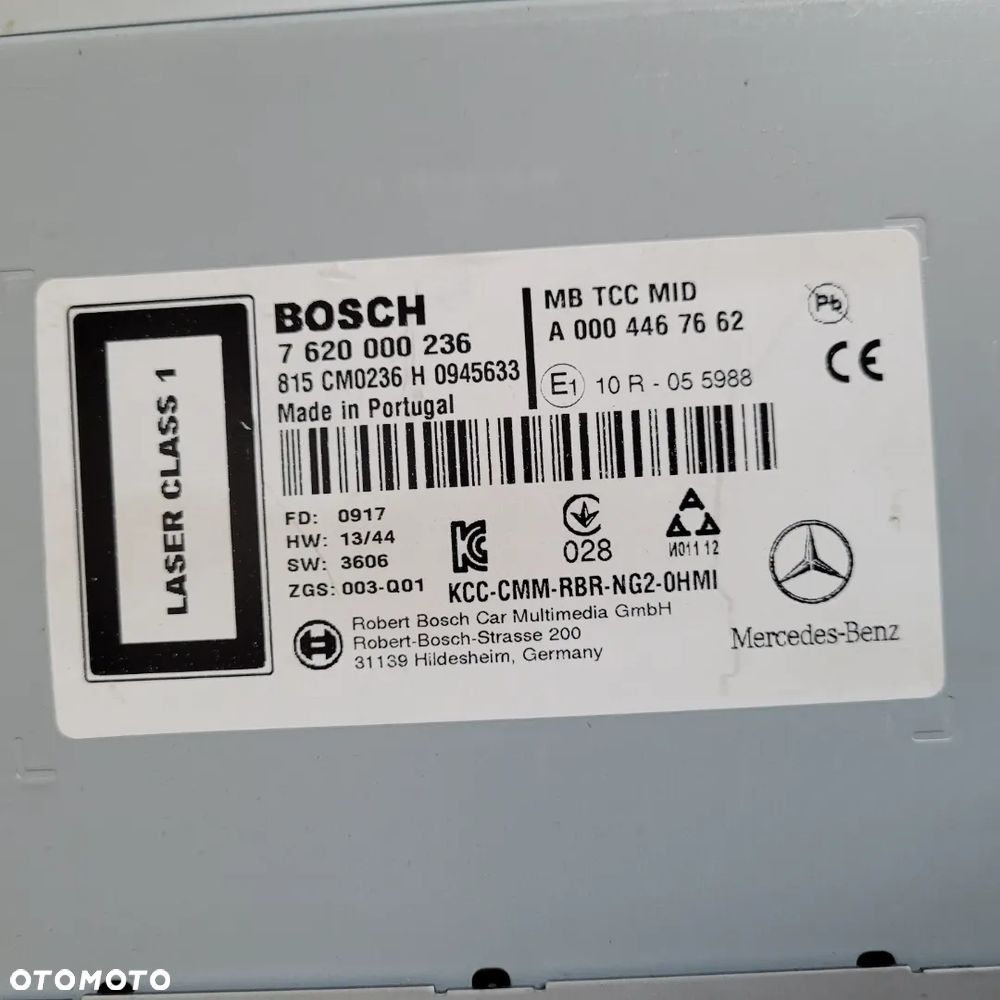 LASER CLASS 1
BOSCH
7 620 000 236
815 CM0236 H 0945633
Made in Portugal
MB TCC MID
A 000 446 76 62
E1 10 R - 05 5988
Pb
CE
FD: 0917
HW: 13/44
SW: 3606
ZGS: 003-Q01
028
И011 12
KCC-CMM-RBR-NG2-0HMI
Robert Bosch Car Multimedia GmbH
Robert-Bosch-Strasse 200
31139 Hildesheim, Germany
Mercedes-Benz
OTOMOTO